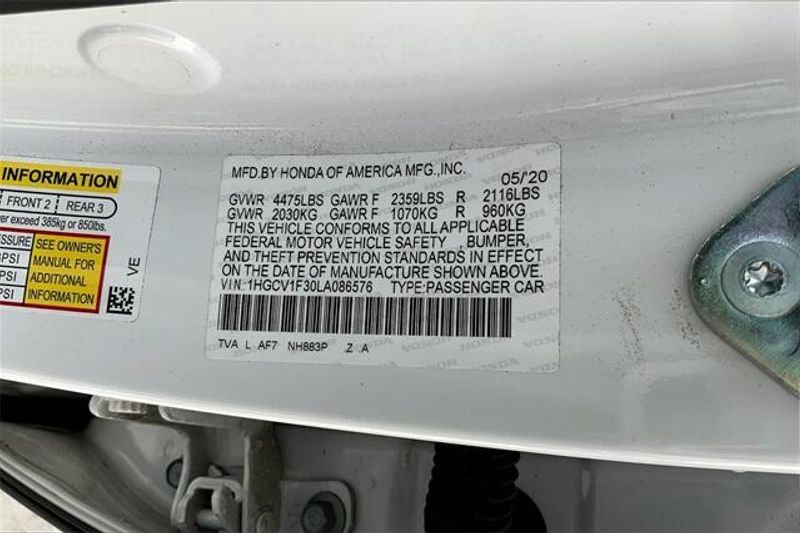 INFORMATION
FRONT 2 REAR 3
er exceed 385kg or 850lbs.
PRESSURE
PSI
PSI
PSI
SEE OWNER'S
MANUAL FOR
ADDITIONAL
INFORMATION
VE
MFD.BY HONDA OF AMERICA MFG.,INC. 05/'20
GVWR 4475LBS GAWR F 2359LBS R 2116LBS
GVWR 2030KG GAWR F 1070KG R 960KG
THIS VEHICLE CONFORMS TO ALL APPLICABLE
FEDERAL MOTOR VEHICLE SAFETY , BUMPER,
AND THEFT PREVENTION STANDARDS IN EFFECT
ON THE DATE OF MANUFACTURE SHOWN ABOVE.
VIN:1HGCV1F30LA086576 TYPE:PASSENGER CAR
TVA L AF7 NH883P Z A